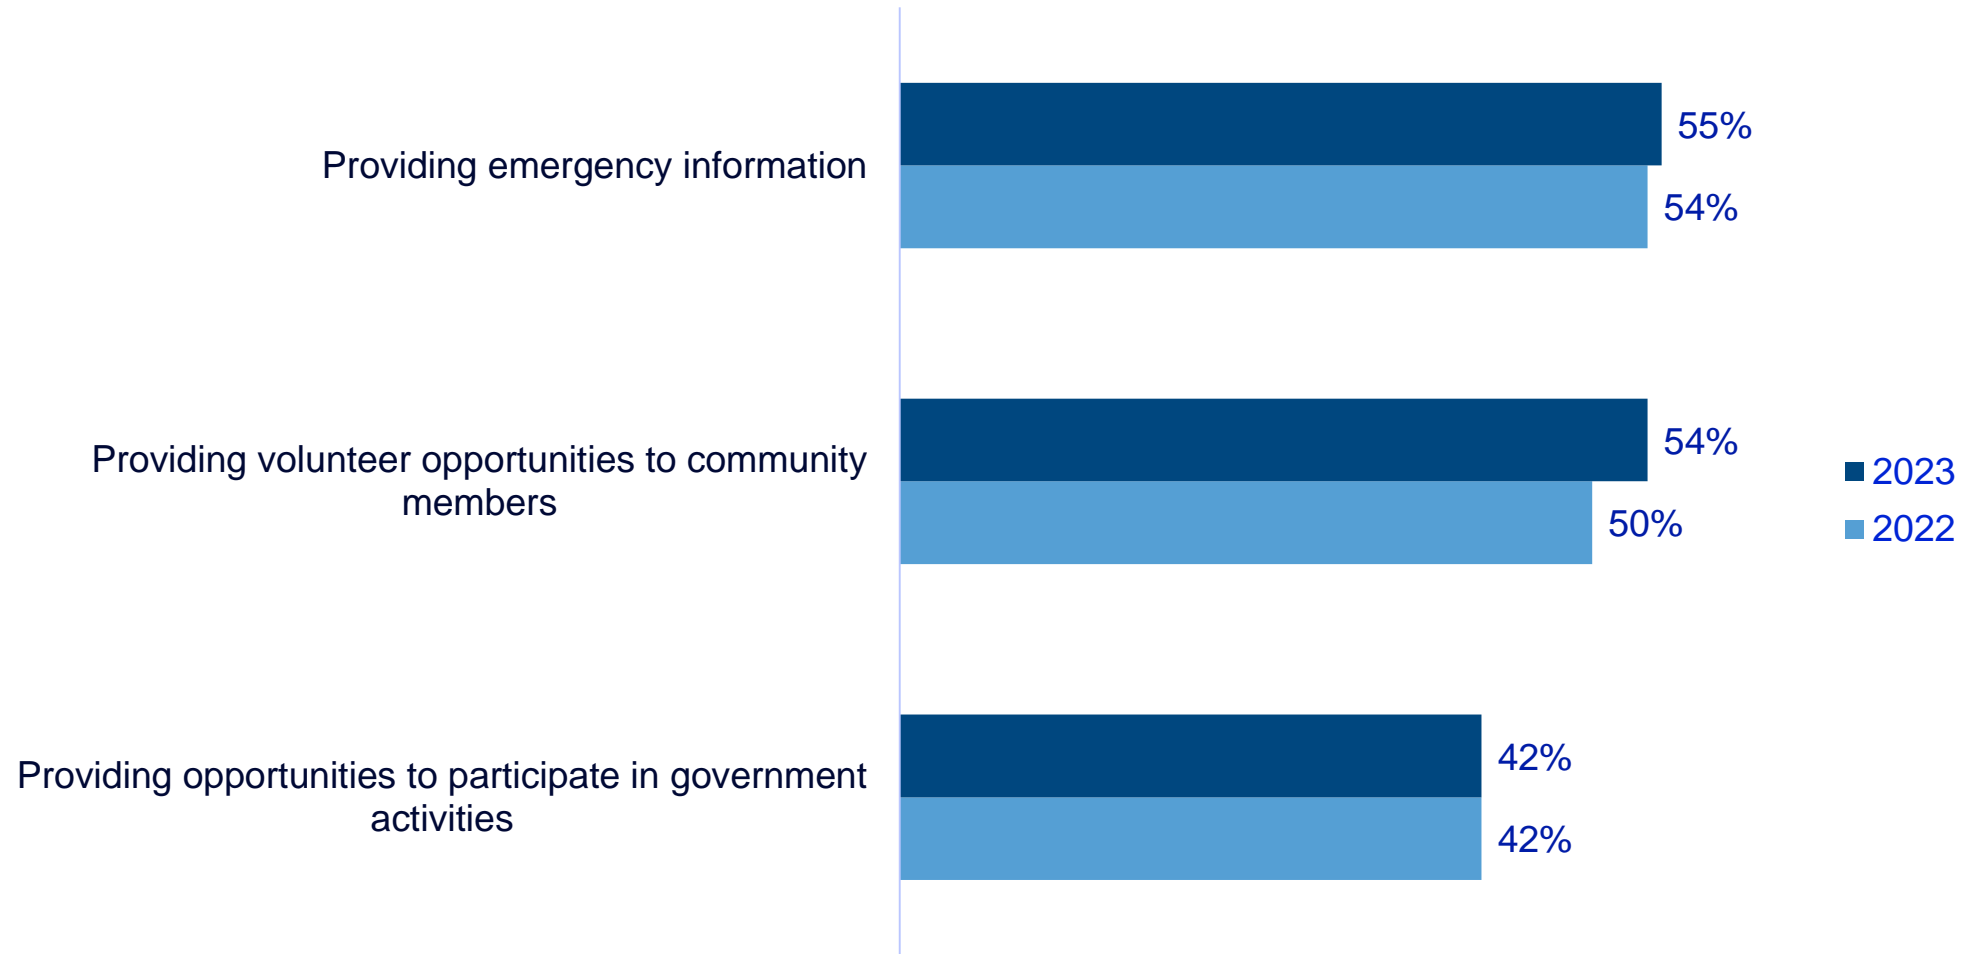 Providing emergency information
55%
54%
Providing volunteer opportunities to community
members
54%
50%
2023
2022
Providing opportunities to participate in government
activities
42%
42%